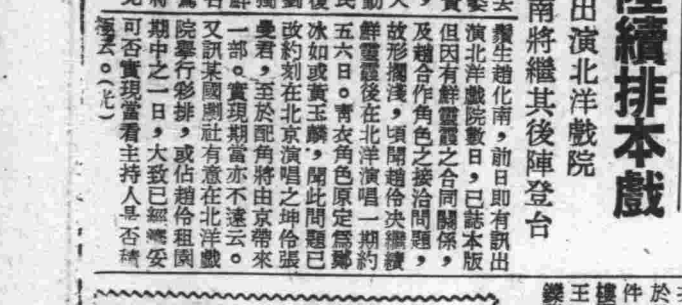 陸續排本戲
出演北洋戲院
南將繼其後陣登台
鬚生趙化南，前日即有訊出
演北洋戲院數日，已誌本版
但因有鮮靈霞之合同關係，
及趙合作角色之接洽問題，
故形擱淺，頃聞趙伶決繼續
鮮靈霞後在北洋演唱一期約
五六日。青衣角色原定為鄭
冰如或黃玉麟，聞此問題已
改約刻在北京演唱之坤伶張
曼君，至於配角將由京帶來
一部。實現期當亦不遠云。
又訊某國劇社有意在北洋戲
院舉行彩排，或佔趙伶租園
期中之一日，大致已經妥
可否實現當看主持人是否積
極云。
於件樓王鑠